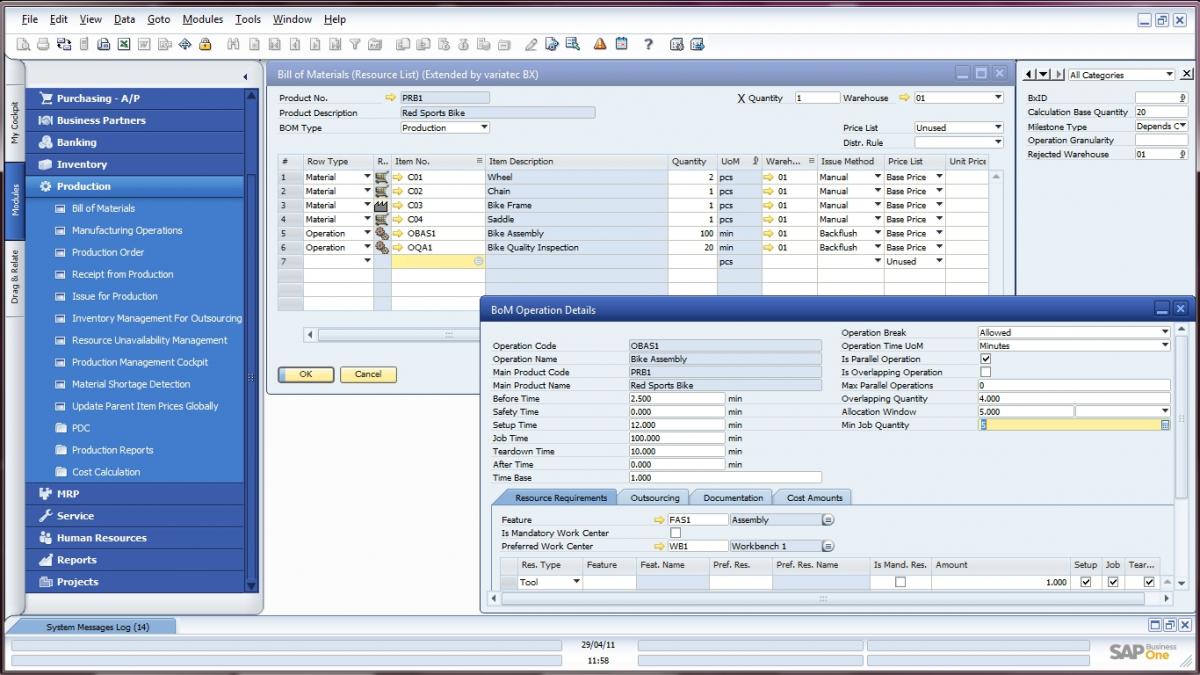 File Edit View Data Goto Modules Tools Window Help
My Cockpit
Modules
Drag & Relate
Purchasing - A/P
Business Partners
Banking
Inventory
Production
Bill of Materials
Manufacturing Operations
Production Order
Receipt from Production
Issue for Production
Inventory Management For Outsourcing
Resource Unavailability Management
Production Management Cockpit
Material Shortage Detection
Update Parent Item Prices Globally
PDC
Production Reports
Cost Calculation
MRP
Service
Human Resources
Reports
Projects
Bill of Materials (Resource List) (Extended by variatec BX)
Product No. PRB1 X Quantity 1 Warehouse 01
Product Description Red Sports Bike
BOM Type Production Price List Unused
Distr. Rule
# Row Type R.. Item No. Item Description Quantity UoM Wareh... Issue Method Price List Unit Price
1 Material C01 Wheel 2 pcs 01 Manual Base Price
2 Material C02 Chain 1 pcs 01 Manual Base Price
3 Material C03 Bike Frame 1 pcs 01 Manual Base Price
4 Material C04 Saddle 1 pcs 01 Manual Base Price
5 Operation OBAS1 Bike Assembly 100 min 01 Backflush Base Price
6 Operation OQA1 Bike Quality Inspection 20 min 01 Backflush Base Price
7 pcs Unused
OK Cancel
All Categories
BxID
Calculation Base Quantity 20
Milestone Type Depends C
Operation Granularity
Rejected Warehouse 01
BoM Operation Details
Operation Code OBAS1
Operation Name Bike Assembly
Main Product Code PRB1
Main Product Name Red Sports Bike
Before Time 2.500 min
Safety Time 0.000 min
Setup Time 12.000 min
Job Time 100.000 min
Teardown Time 10.000 min
After Time 0.000 min
Time Base 1.000
Operation Break Allowed
Operation Time UoM Minutes
Is Parallel Operation
Is Overlapping Operation
Max Parallel Operations 0
Overlapping Quantity 4.000
Allocation Window 5.000
Min Job Quantity 5
Resource Requirements Outsourcing Documentation Cost Amounts
Feature FAS1 Assembly
Is Mandatory Work Center
Preferred Work Center WB1 Workbench 1
Res. Type Feature Feat. Name Pref. Res. Pref. Res. Name Is Mand. Res. Amount Setup Job Tear...
Tool 1.000
System Messages Log (14)
29/04/11
11:58
SAP Business One